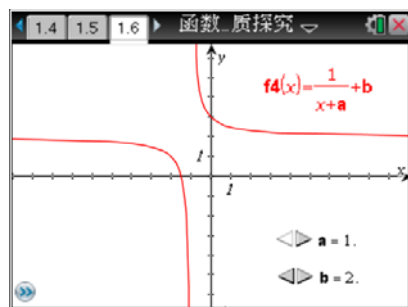 1.4 1.5 1.6 函数_质探究
y
f4(x)=1/(x+a)+b
1
x
1
a = 1.
b = 2.